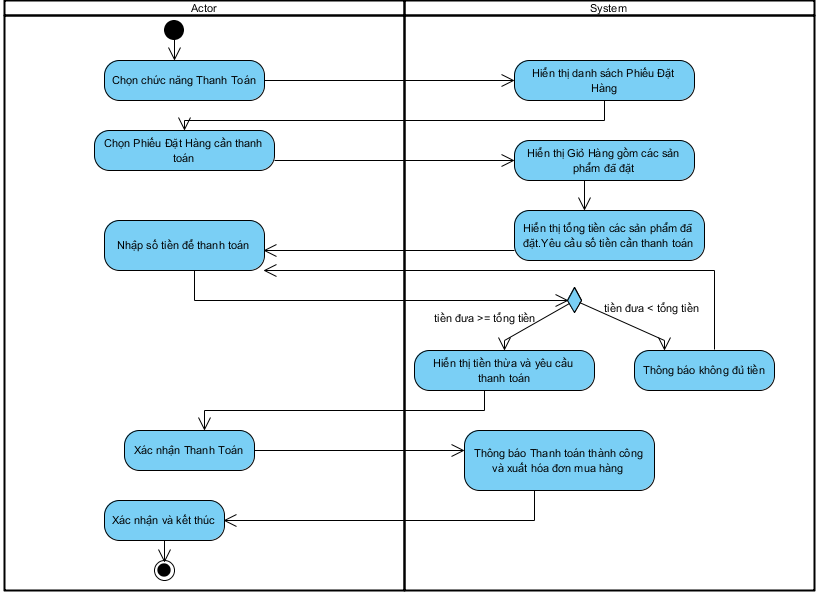 Actor
System
Chọn chức năng Thanh Toán
Hiển thị danh sách Phiếu Đặt
Hàng
Chọn Phiếu Đặt Hàng cần thanh
toán
Hiển thị Giỏ Hàng gồm các sản
phẩm đã đặt
Nhập số tiền để thanh toán
Hiển thị tổng tiền các sản phẩm đã
đặt.Yêu cầu số tiền cần thanh toán
tiền đưa >= tổng tiền
tiền đưa < tổng tiền
Hiển thị tiền thừa và yêu cầu
thanh toán
Thông báo không đủ tiền
Xác nhận Thanh Toán
Thông báo Thanh toán thành công
và xuất hóa đơn mua hàng
Xác nhận và kết thúc